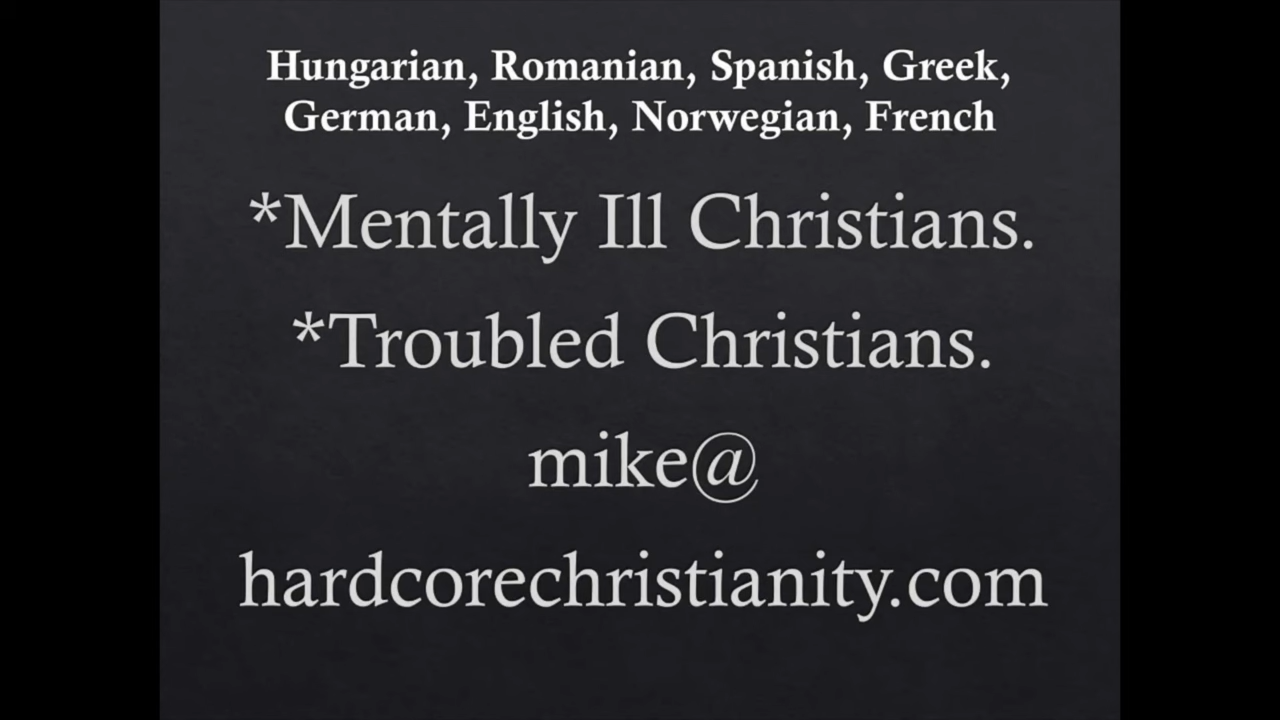 Hungarian, Romanian, Spanish, Greek,
German, English, Norwegian, French
*Mentally Ill Christians.
*Troubled Christians.
mike@
hardcorechristianity.com